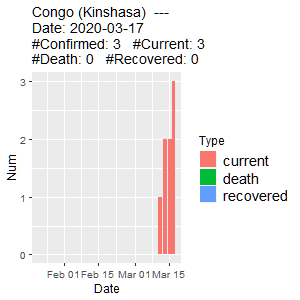 Congo (Kinshasa)  ---
Date: 2020-03-17
#Confirmed: 3   #Current: 3
#Death: 0   #Recovered: 0
3
2
1
0
Num
Feb 01 Feb 15 Mar 01 Mar 15
Date
Type
current
death
recovered